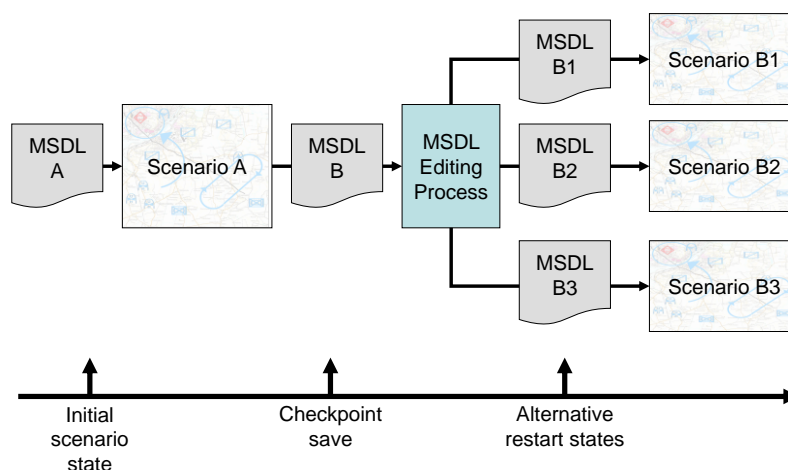 MSDL
A
Scenario A
MSDL
B
MSDL
Editing
Process
MSDL
B1
Scenario B1
MSDL
B2
Scenario B2
MSDL
B3
Scenario B3
Initial
scenario
state
Checkpoint
save
Alternative
restart states